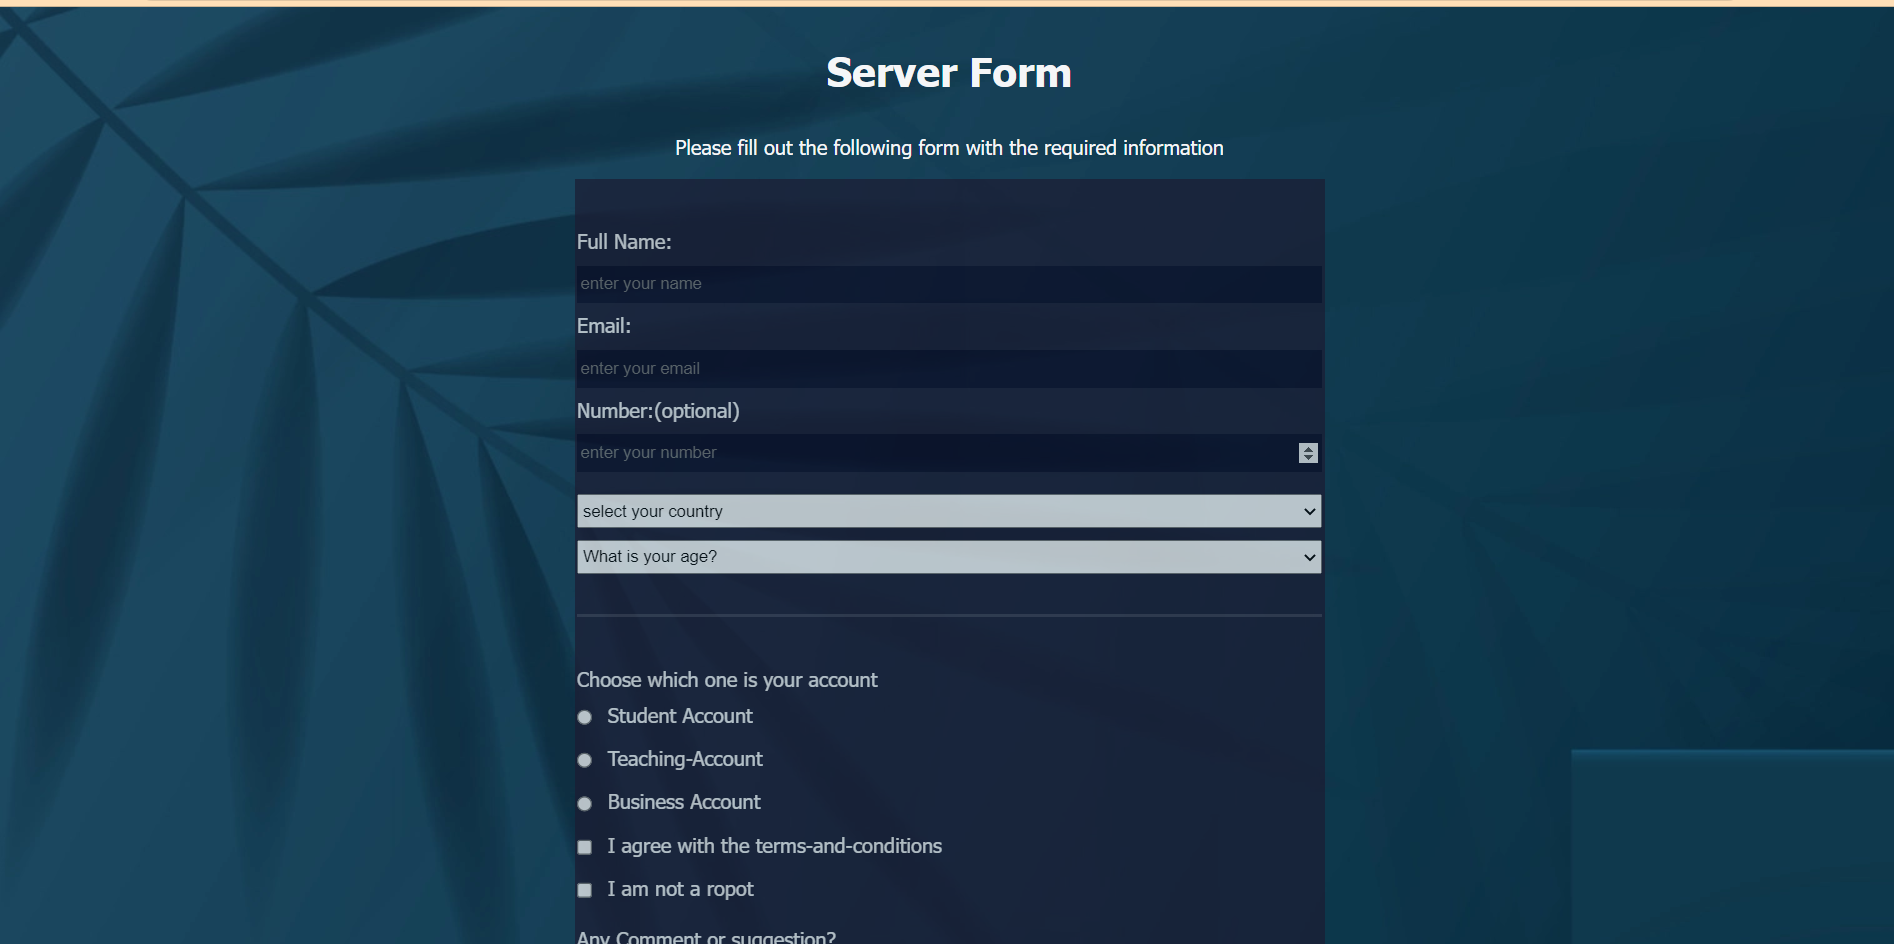 Server Form
Please fill out the following form with the required information
Full Name:
enter your name
Email:
enter your email
Number:(optional)
enter your number
select your country
What is your age?
Choose which one is your account
Student Account
Teaching-Account
Business Account
I agree with the terms-and-conditions
I am not a ropot
Any Comment or suggestion?